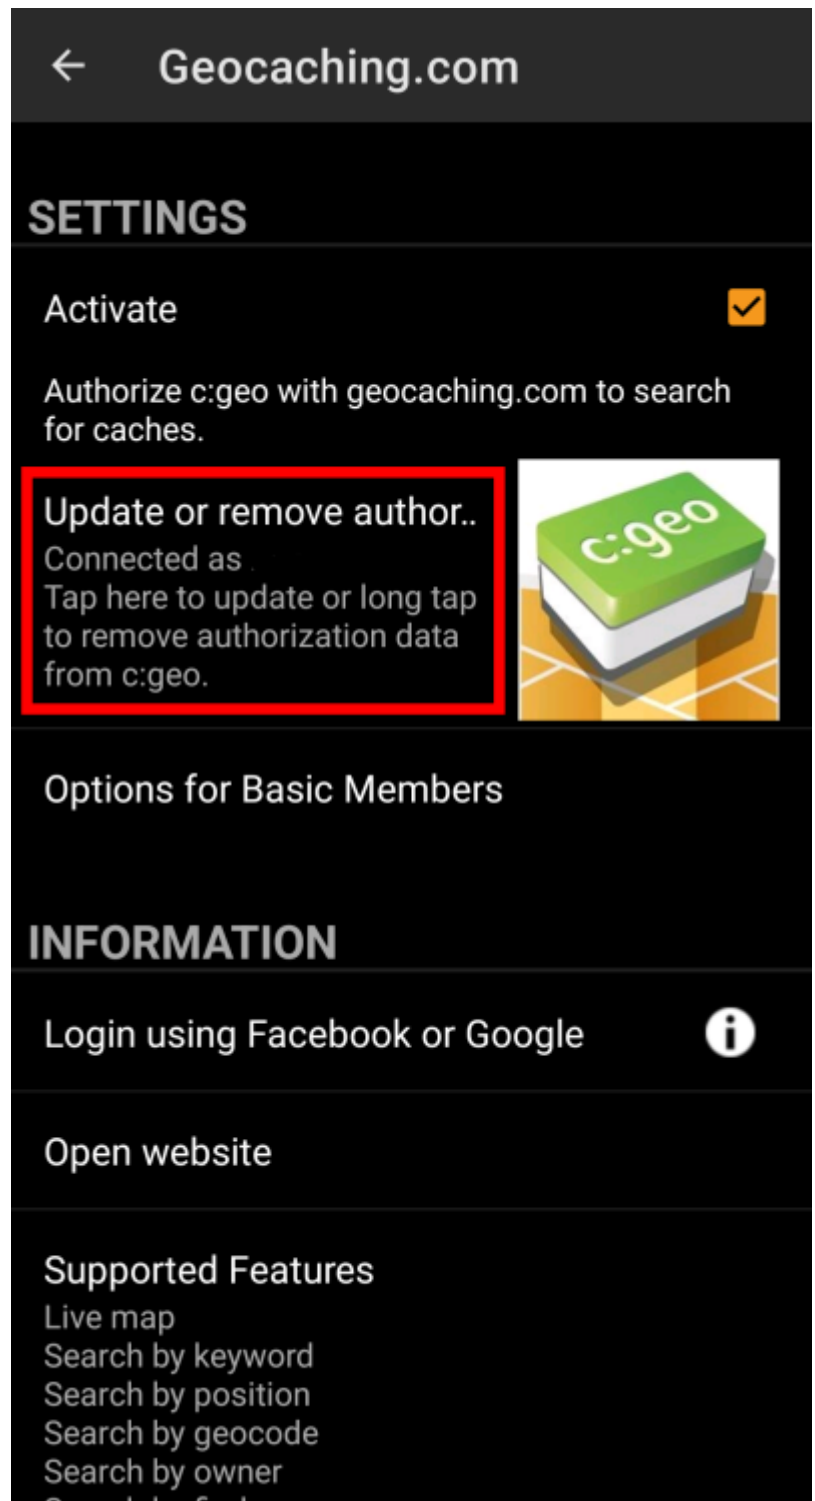 Geocaching.com
SETTINGS
Activate
Authorize c:geo with geocaching.com to search
for caches.
Update or remove author..
Connected as
Tap here to update or long tap
to remove authorization data
from c:geo.
c:geo
Options for Basic Members
INFORMATION
Login using Facebook or Google
Open website
Supported Features
Live map
Search by keyword
Search by position
Search by geocode
Search by owner